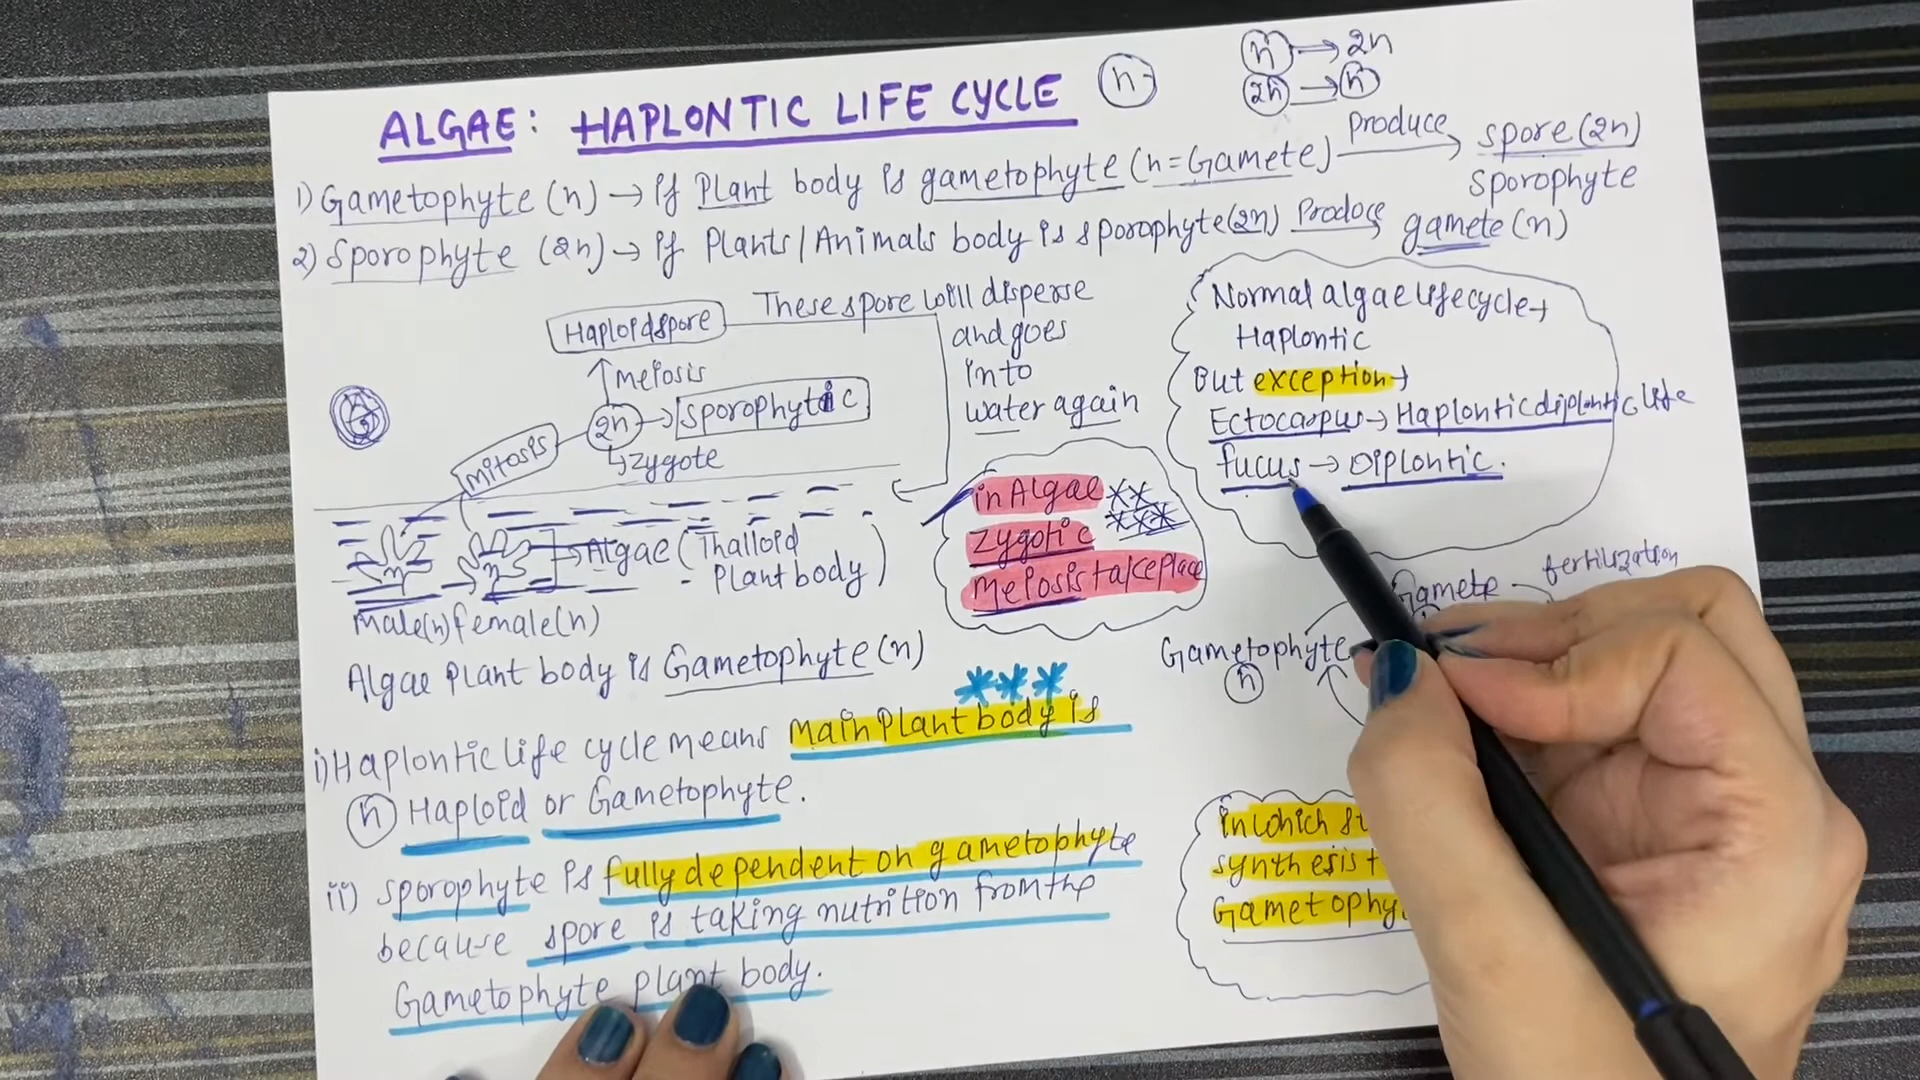 ALGAE: HAPLONTIC LIFE CYCLE n
n → 2n
2n → n
1) Gametophyte (n) → if Plant body is gametophyte (n=Gamete) Produce → spore (2n)
Sporophyte
2) Sporophyte (2n) → if Plants/Animals body is sporophyte (2n) Produce → gamete (n)
Haploid spore
These spore will disperse
and goes
into
water again
↑ meiosis
2n → sporophytic
↳ zygote
mitosis
n n → Algae (Thalloid
- Plant body)
Male(n) female(n)
Algae plant body is Gametophyte (n)
in Algae
zygotic
meiosis take place
Normal algae life cycle →
Haplontic
But exception →
Ectocarpus → Haplontic diplontic life
fucus → Diplontic.
Gamete
fertilization
Gametophyte
n
i) Haplontic life cycle means main plant body is
n Haploid or Gametophyte.
ii) sporophyte is fully dependent on gametophyte
because spore is taking nutrition from the
Gametophyte plant body.
in which
synthesis